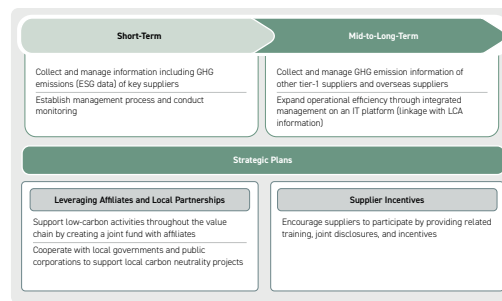 Short-Term
Mid-to-Long-Term
Collect and manage information including GHG
emissions (ESG data) of key suppliers
Establish management process and conduct
monitoring
Collect and manage GHG emission information of
other tier-1 suppliers and overseas suppliers
Expand operational efficiency through integrated
management on an IT platform (linkage with LCA
information)
Strategic Plans
Leveraging Affiliates and Local Partnerships
Support low-carbon activities throughout the value
chain by creating a joint fund with affiliates
Cooperate with local governments and public
corporations to support local carbon neutrality projects
Supplier Incentives
Encourage suppliers to participate by providing related
training, joint disclosures, and incentives